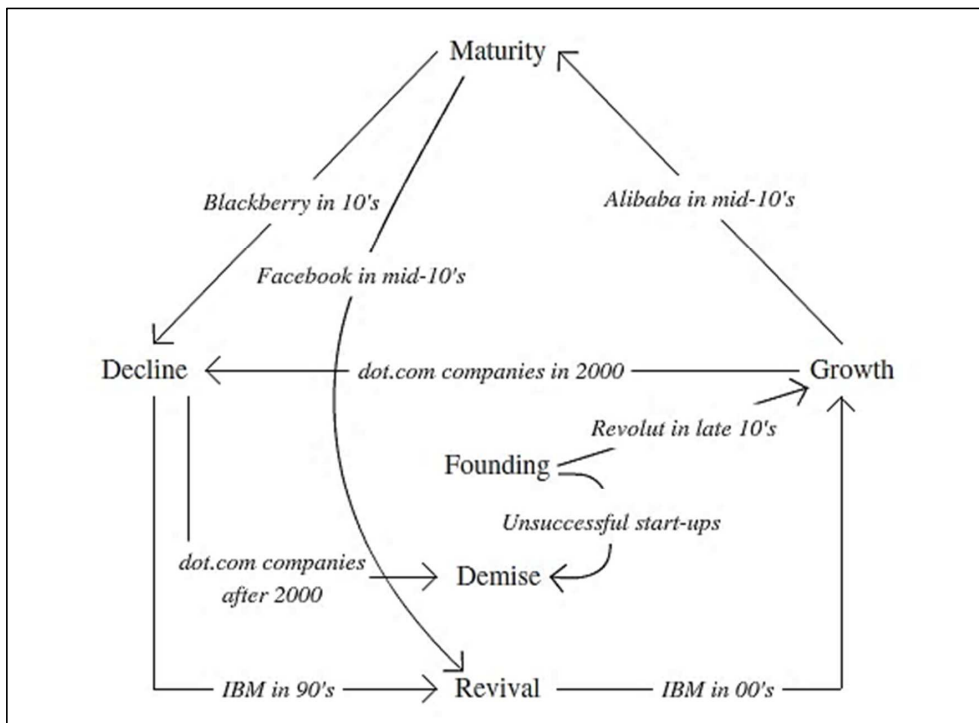 Maturity
Blackberry in 10's
Alibaba in mid-10's
Facebook in mid-10's
Decline
dot.com companies in 2000
Growth
Revolut in late 10's
Founding
Unsuccessful start-ups
dot.com companies
after 2000
Demise
IBM in 90's
Revival
IBM in 00's